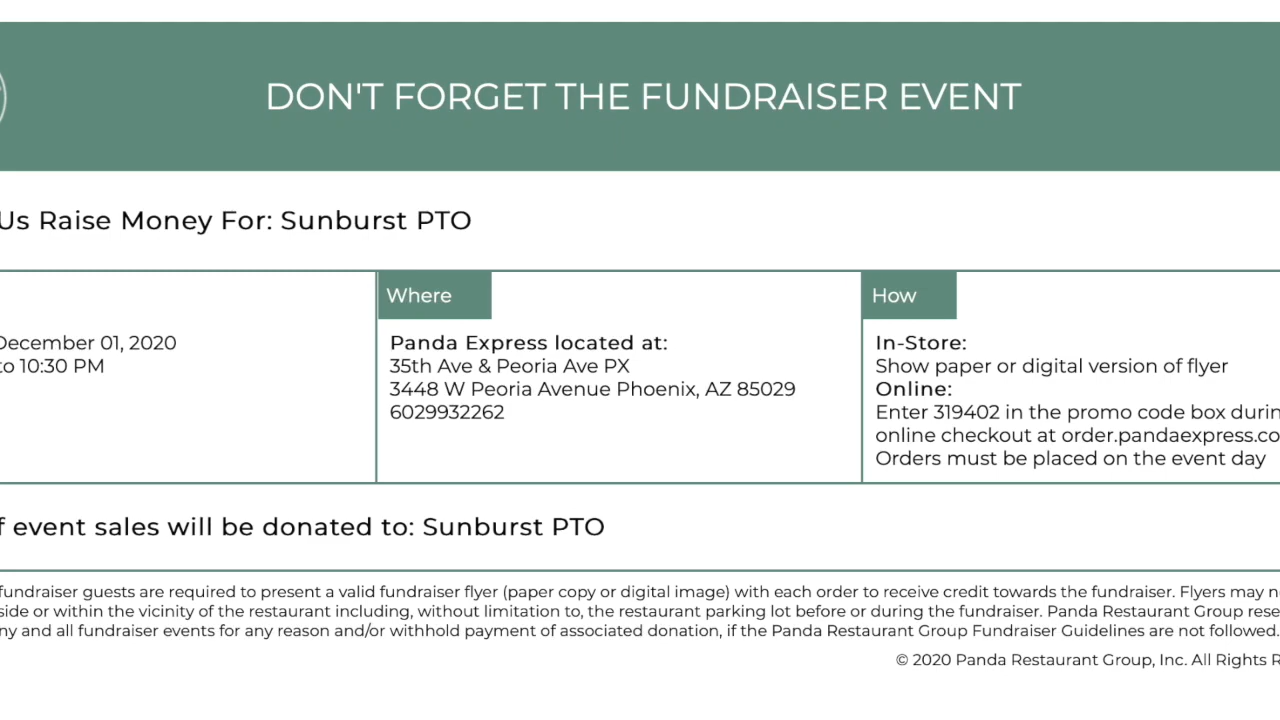 DON'T FORGET THE FUNDRAISER EVENT
Us Raise Money For: Sunburst PTO
Where
How
December 01, 2020
to 10:30 PM
Panda Express located at:
35th Ave & Peoria Ave PX
3448 W Peoria Avenue Phoenix, AZ 85029
6029932262
In-Store:
Show paper or digital version of flyer
Online:
Enter 319402 in the promo code box durin
online checkout at order.pandaexpress.co
Orders must be placed on the event day
f event sales will be donated to: Sunburst PTO
fundraiser guests are required to present a valid fundraiser flyer (paper copy or digital image) with each order to receive credit towards the fundraiser. Flyers may n
side or within the vicinity of the restaurant including, without limitation to, the restaurant parking lot before or during the fundraiser. Panda Restaurant Group rese
ny and all fundraiser events for any reason and/or withhold payment of associated donation, if the Panda Restaurant Group Fundraiser Guidelines are not followed.
© 2020 Panda Restaurant Group, Inc. All Rights R